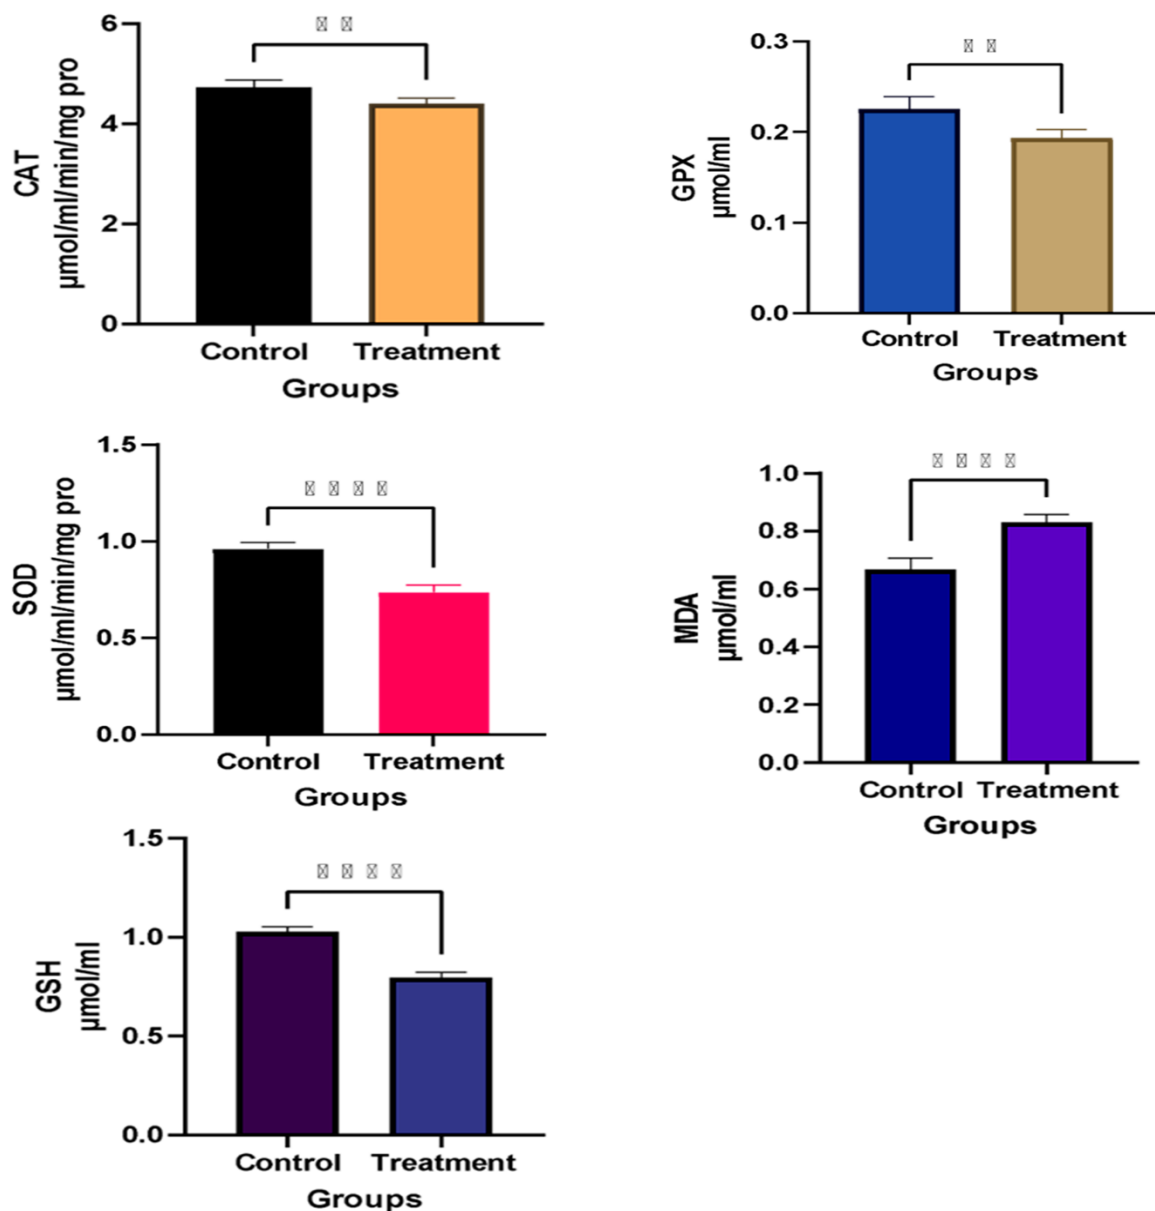 6
4
2
0
CAT
µmol/ml/min/mg pro
Control Treatment
Groups
0.3
0.2
0.1
0.0
GPX
µmol/ml
Control Treatment
Groups
1.5
1.0
0.5
0.0
SOD
µmol/ml/min/mg pro
Control Treatment
Groups
1.0
0.8
0.6
0.4
0.2
0.0
MDA
µmol/ml
Control Treatment
Groups
1.5
1.0
0.5
0.0
GSH
µmol/ml
Control Treatment
Groups